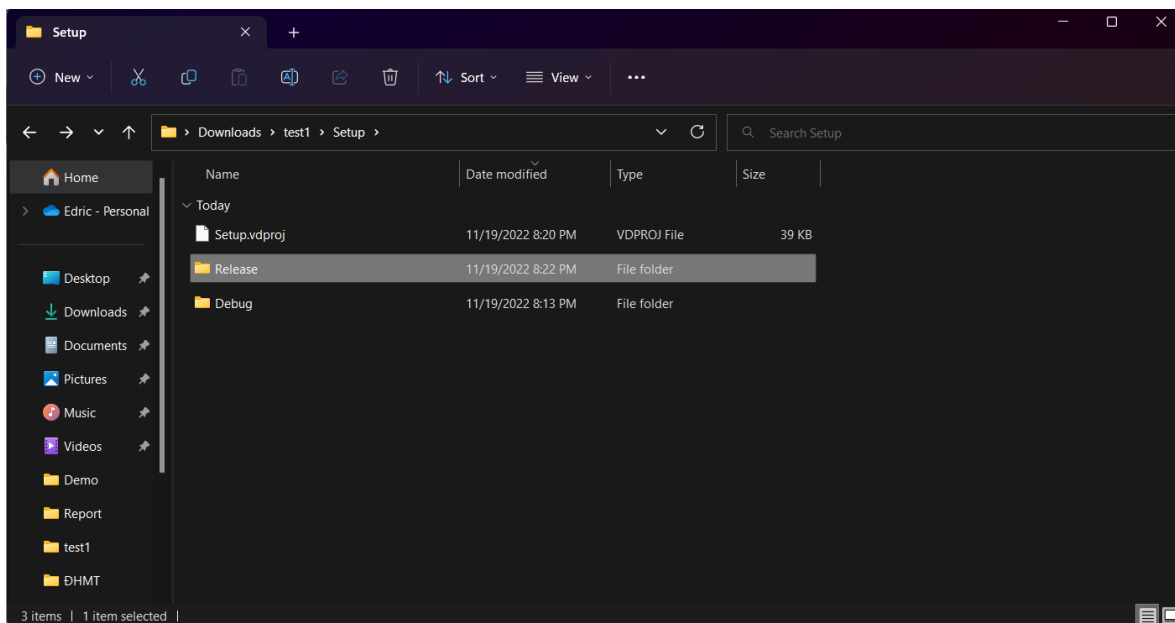 Setup
New
Sort
View
Downloads > test1 > Setup >
Search Setup
Home
Edric - Personal
Desktop
Downloads
Documents
Pictures
Music
Videos
Demo
Report
test1
ĐHMT
Name Date modified Type Size
Today
Setup.vdproj 11/19/2022 8:20 PM VDPROJ File 39 KB
Release 11/19/2022 8:22 PM File folder
Debug 11/19/2022 8:13 PM File folder
3 items | 1 item selected |